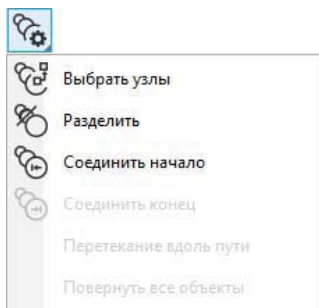 Выбрать узлы
Разделить
Соединить начало
Соединить конец
Перетекание вдоль пути
Повернуть все объекты